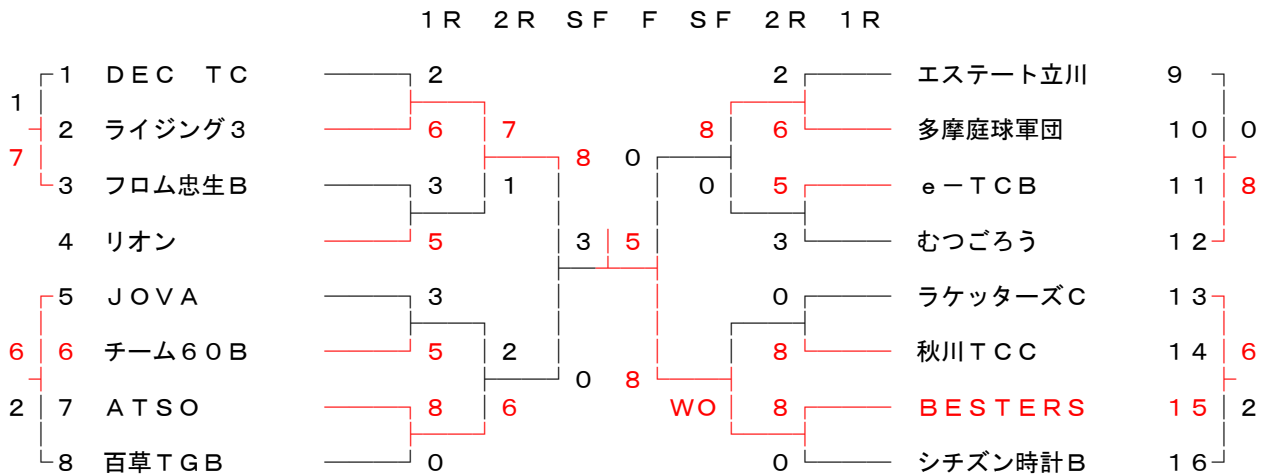 １Ｒ ２Ｒ ＳＦ Ｆ ＳＦ ２Ｒ １Ｒ
1 ＤＥＣ　ＴＣ 2 2 エステート立川 9
1
2 ライジング３ 6 7 8 6 多摩庭球軍団 10 0
7 8 0
3 フロム忠生Ｂ 3 1 0 5 ｅ－ＴＣＢ 11 8
4 リオン 5 3 5 3 むつごろう 12
5 ＪＯＶＡ 3 0 ラケッターズＣ 13
6 6 チーム６０Ｂ 5 2 8 秋川ＴＣＣ 14 6
0 8
2 7 ＡＴＳＯ 8 6 WO 8 ＢＥＳＴＥＲＳ 15 2
8 百草ＴＧＢ 0 0 シチズン時計Ｂ 16